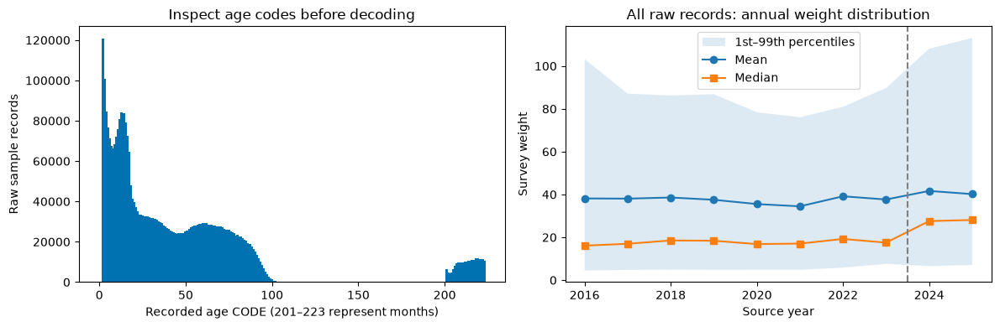 Inspect age codes before decoding
120000
100000
80000
60000
40000
20000
0
Raw sample records
0
50
100
150
200
Recorded age CODE (201–223 represent months)
All raw records: annual weight distribution
1st–99th percentiles
Mean
Median
100
80
60
40
20
0
Survey weight
2016
2018
2020
2022
2024
Source year